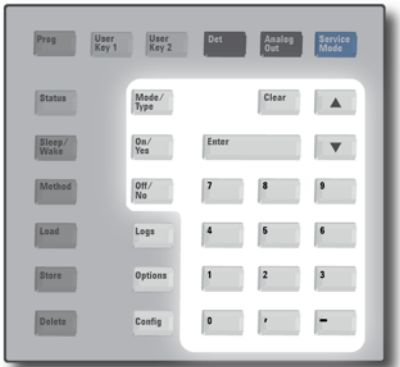 Prog User Key 1 User Key 2 Det Analog Out Service Mode
Status Mode/ Type Clear ▲
Sleep/ Wake On/ Yes Enter ▼
Method Off/ No 7 8 9
Load Logs 4 5 6
Store Options 1 2 3
Delete Config 0 , –